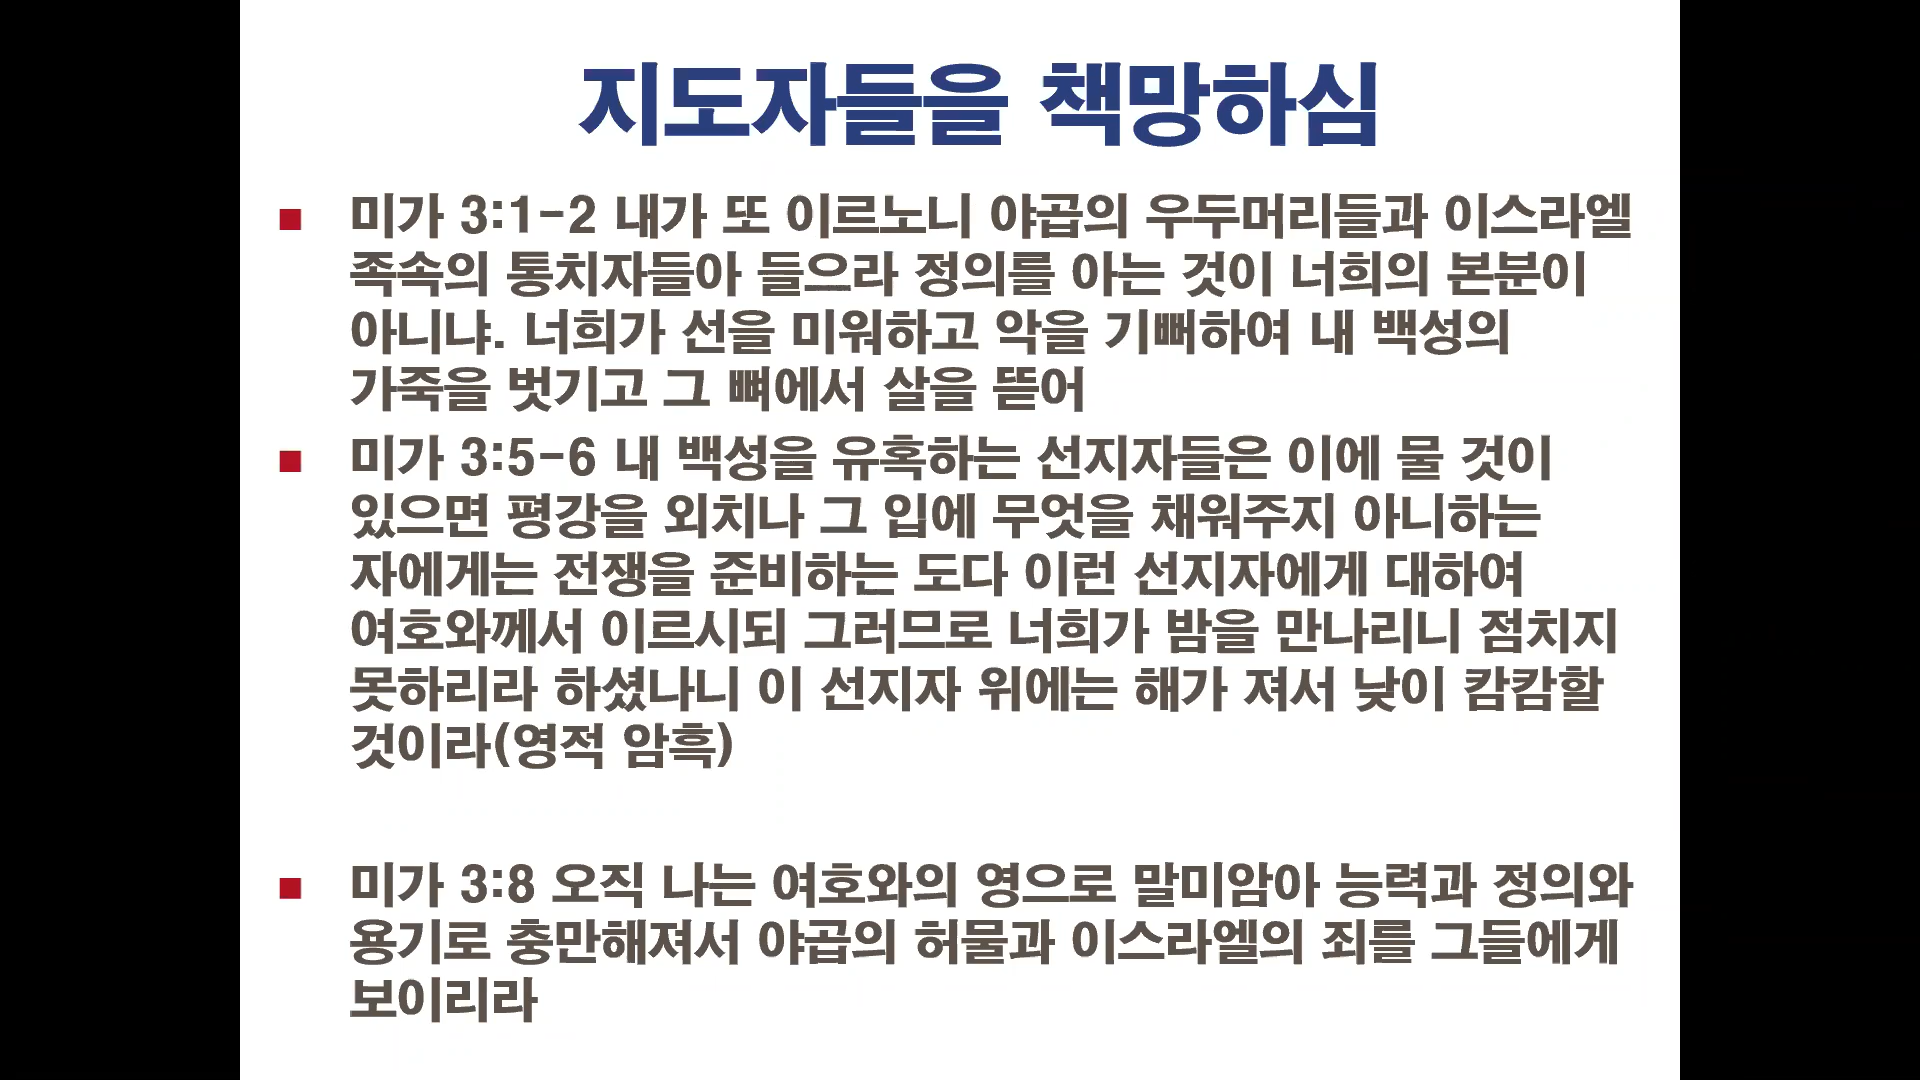 지도자들을 책망하심
■ 미가 3:1-2 내가 또 이르노니 야곱의 우두머리들과 이스라엘
족속의 통치자들아 들으라 정의를 아는 것이 너희의 본분이
아니냐. 너희가 선을 미워하고 악을 기뻐하여 내 백성의
가죽을 벗기고 그 뼈에서 살을 뜯어
■ 미가 3:5-6 내 백성을 유혹하는 선지자들은 이에 물 것이
있으면 평강을 외치나 그 입에 무엇을 채워주지 아니하는
자에게는 전쟁을 준비하는 도다 이런 선지자에게 대하여
여호와께서 이르시되 그러므로 너희가 밤을 만나리니 점치지
못하리라 하셨나니 이 선지자 위에는 해가 져서 낮이 캄캄할
것이라(영적 암흑)
■ 미가 3:8 오직 나는 여호와의 영으로 말미암아 능력과 정의와
용기로 충만해져서 야곱의 허물과 이스라엘의 죄를 그들에게
보이리라